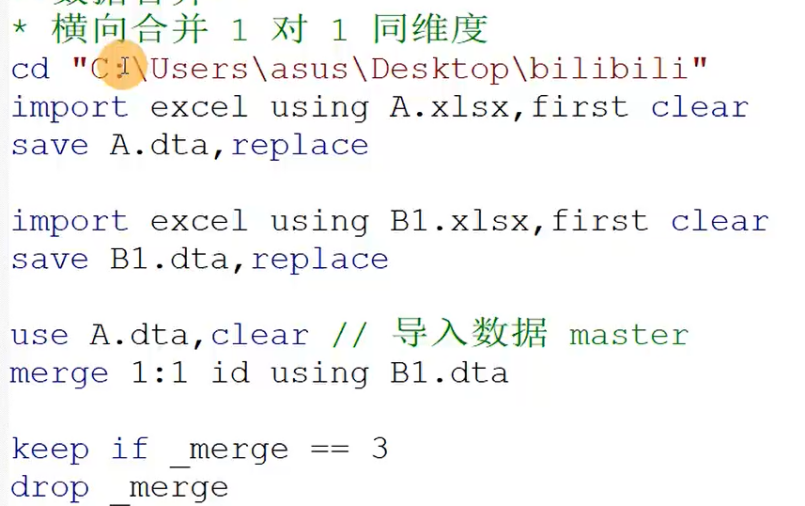 * 横向合并 1 对 1 同维度
cd "C:\Users\asus\Desktop\bilibili"
import excel using A.xlsx,first clear
save A.dta,replace
import excel using B1.xlsx,first clear
save B1.dta,replace
use A.dta,clear // 导入数据 master
merge 1:1 id using B1.dta
keep if _merge == 3
drop _merge